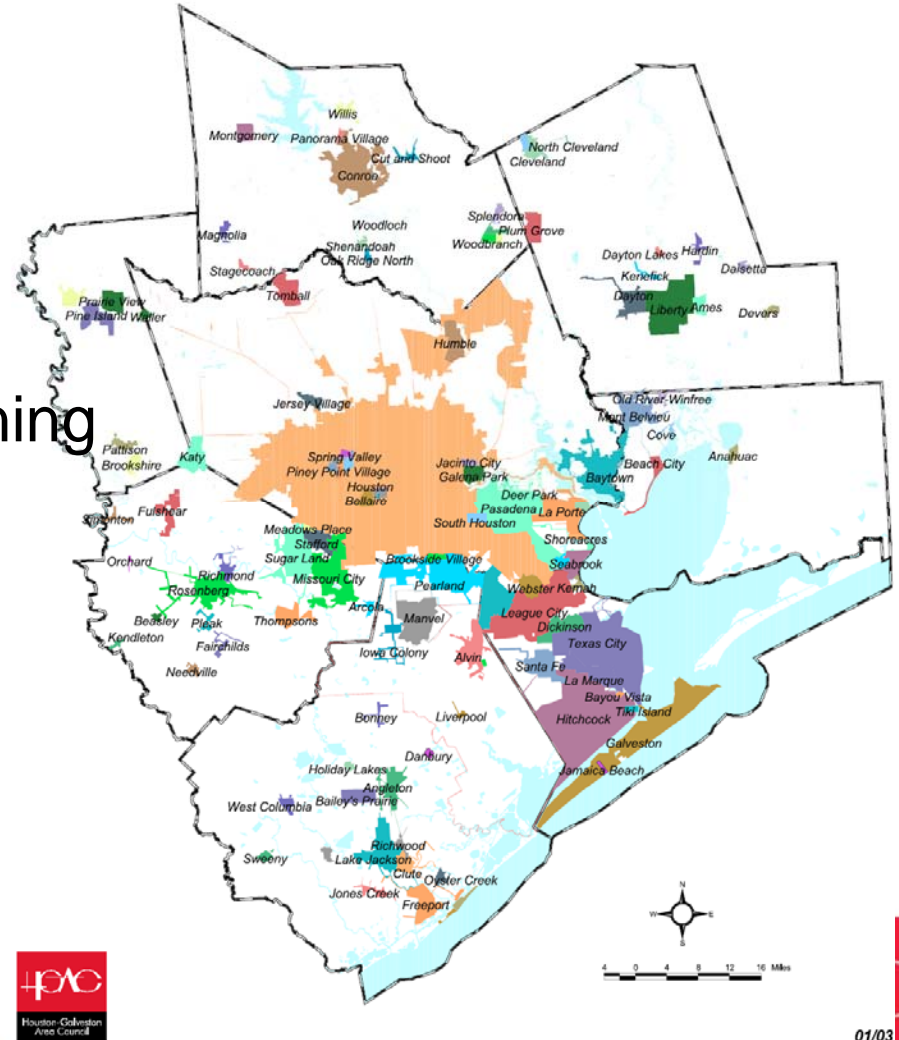 Willis
Montgomery
Panorama Village
Cut and Shoot
Conroe
North Cleveland
Cleveland
Splendora
Plum Grove
Woodbranch
Magnolia
Woodloch
Shenandoah
Oak Ridge North
Stagecoach
Tomball
Dayton Lakes
Hardin
Kenefick
Daisetta
Dayton
Liberty
Ames
Devers
Prairie View
Pine Island
Waller
Humble
ning
Jersey Village
Old River-Winfree
Mont Belvieu
Cove
Pattison
Brookshire
Katy
Spring Valley
Piney Point Village
Houston
Bellaire
Jacinto City
Galena Park
Baytown
Beach City
Anahuac
Deer Park
Pasadena
La Porte
South Houston
Shoreacres
Simonton
Fulshear
Meadows Place
Stafford
Sugar Land
Missouri City
Brookside Village
Pearland
Seabrook
Webster
Kemah
Orchard
Richmond
Rosenberg
Beasley
Pleak
Kendleton
Fairchilds
Needville
Thompsons
Arcola
Manvel
Iowa Colony
Alvin
League City
Dickinson
Texas City
Santa Fe
La Marque
Bayou Vista
Tiki Island
Hitchcock
Galveston
Jamaica Beach
Bonney
Liverpool
Danbury
Holiday Lakes
Angleton
Bailey's Prairie
West Columbia
Richwood
Lake Jackson
Sweeny
Clute
Oyster Creek
Jones Creek
Freeport
N
W E
S
4 0 4 8 12 16 Miles
Houston-Galveston
Area Council
01/03